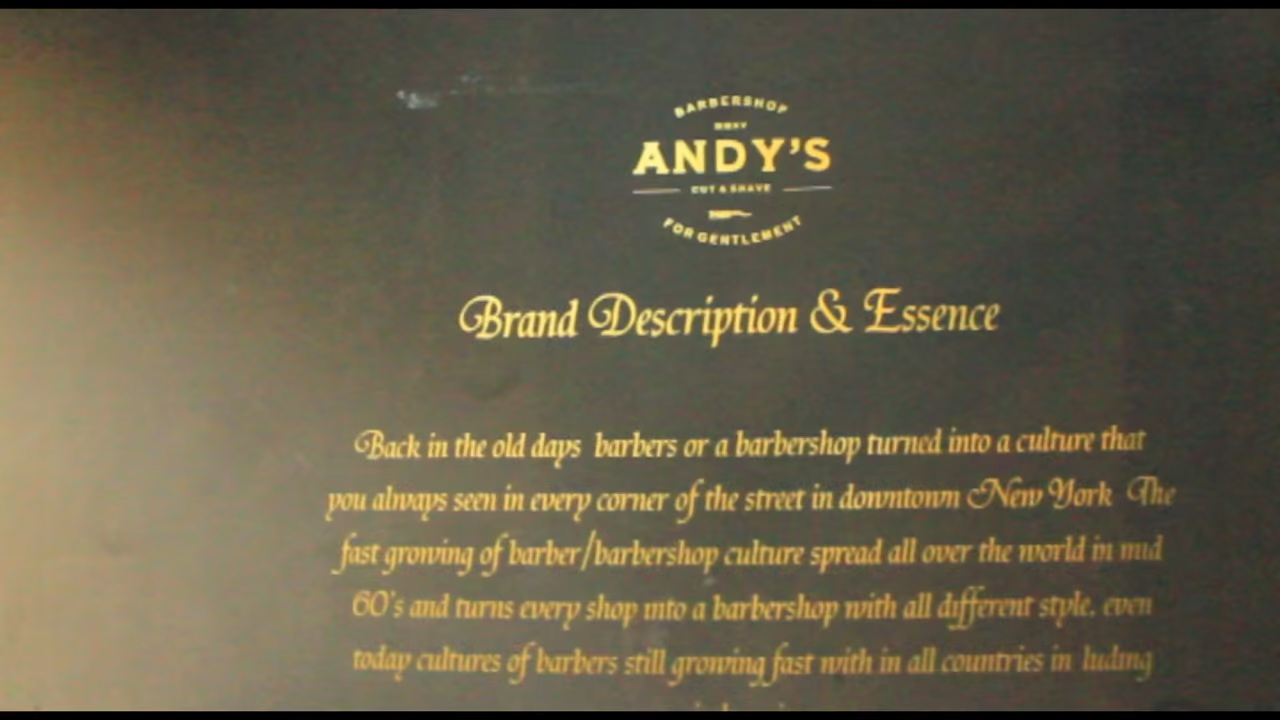 BARBERSHOP
BEST
ANDY'S
CUT & SHAVE
FOR GENTLEMENT
Brand Description & Essence
Back in the old days barbers or a barbershop turned into a culture that
you always seen in every corner of the street in downtown New York The
fast growing of barber/barbershop culture spread all over the world in mid
60's and turns every shop into a barbershop with all different style. even
today cultures of barbers still growing fast with in all countries in luding